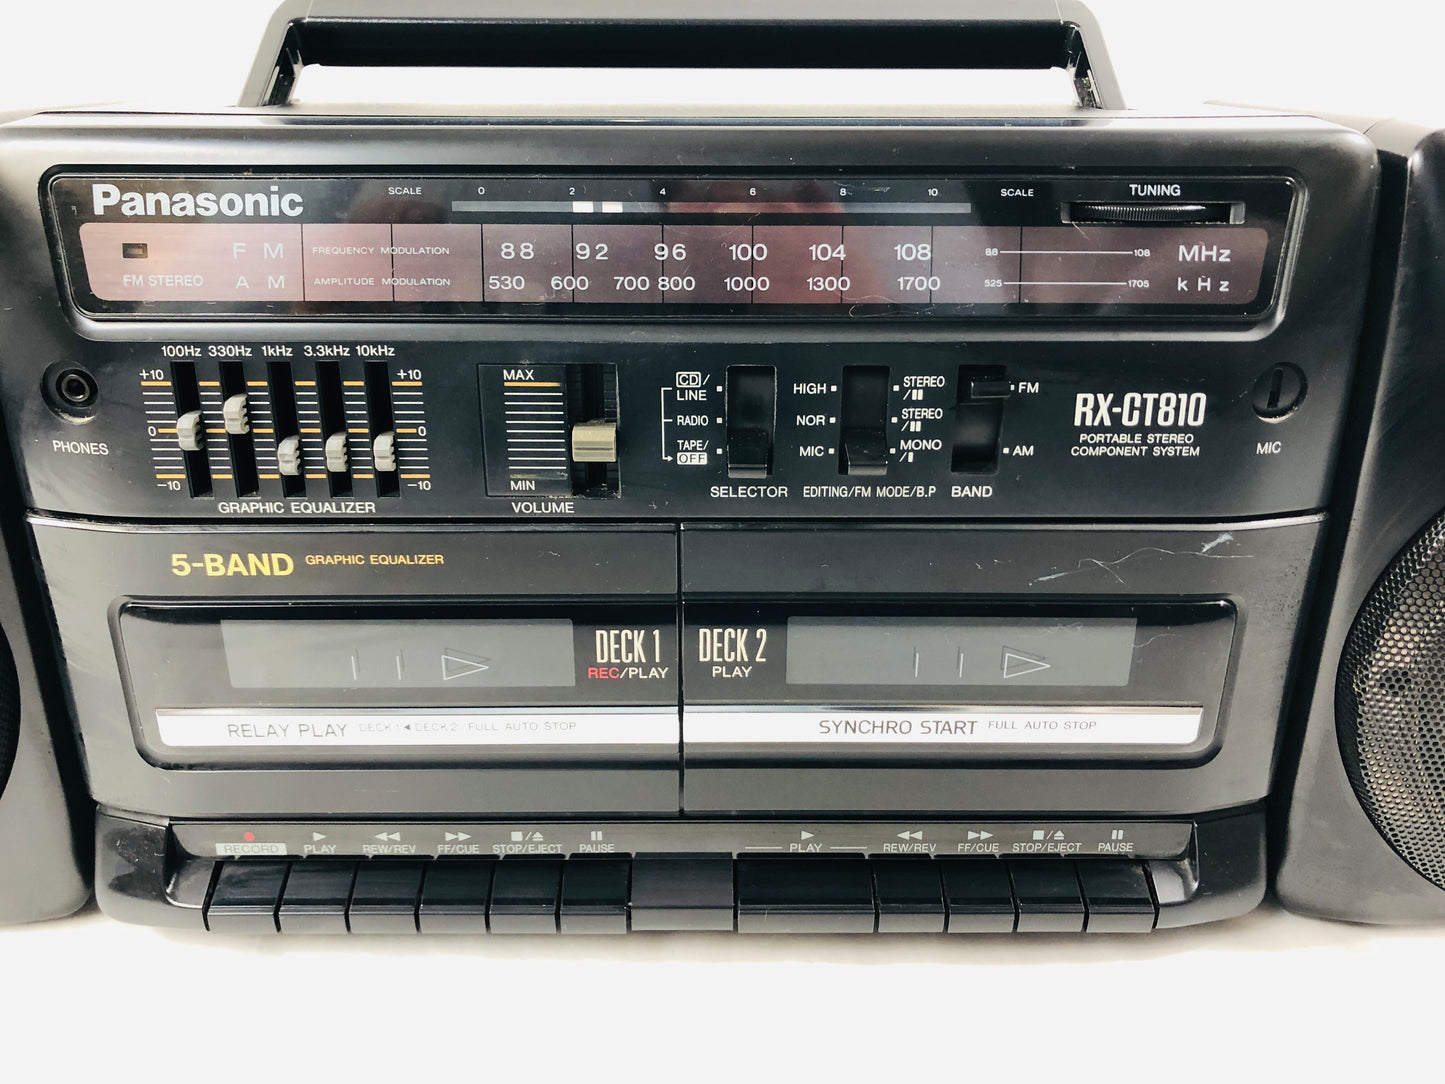 SCALE 0 2 4 6 8 10 SCALE TUNING
Panasonic
F M FREQUENCY MODULATION 88 92 96 100 104 108 88 108 MHz
FM STEREO A M AMPLITUDE MODULATION 530 600 700 800 1000 1300 1700 525 1705 kHz
100Hz 330Hz 1kHz 3.3kHz 10kHz
+10 +10
0 0
-10 -10
GRAPHIC EQUALIZER
PHONES
MAX
MIN
VOLUME
CD/
LINE
RADIO
TAPE/
OFF
SELECTOR
HIGH STEREO
/II
NOR STEREO
/II
MIC MONO
/I
EDITING/FM MODE/B.P
FM
AM
BAND
RX-CT810
PORTABLE STEREO
COMPONENT SYSTEM
MIC
5-BAND GRAPHIC EQUALIZER
DECK 1
REC/PLAY
DECK 2
PLAY
RELAY PLAY DECK 1 ◄ DECK 2 / FULL AUTO STOP
SYNCHRO START FULL AUTO STOP
RECORD PLAY REW/REV FF/CUE STOP/EJECT PAUSE
PLAY REW/REV FF/CUE STOP/EJECT PAUSE